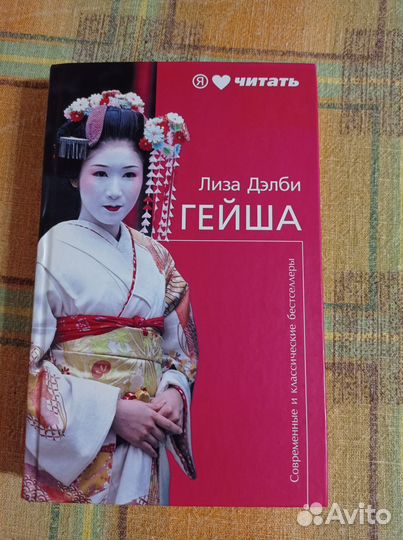 Я читать
Лиза Дэлби
ГЕЙША
Современные и классические бестселлеры
Avito